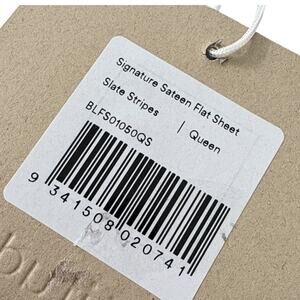 Signature Sateen Flat Sheet
Slate Stripes | Queen
BLFS01050QS
9 341508 020741